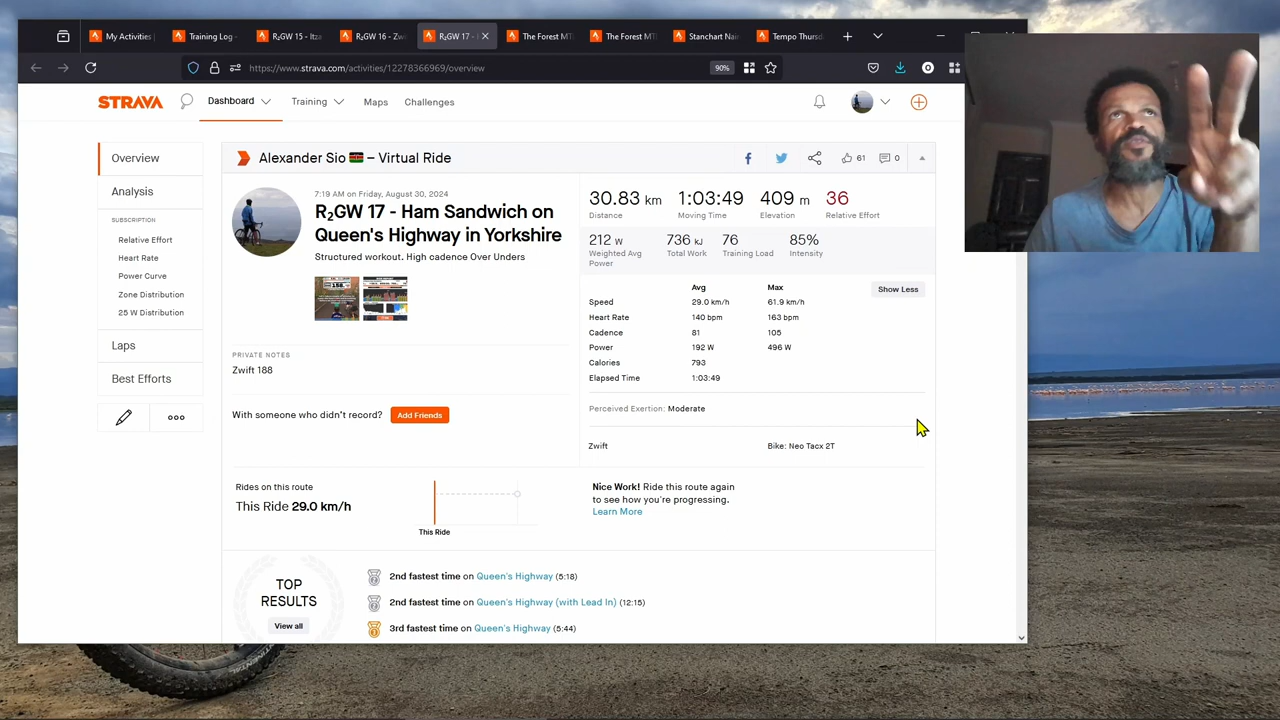 My Activities
Training Log -
R₂GW 15 - Itza
R₂GW 16 - Zwi
R₂GW 17 -
The Forest MT
The Forest MT
Stanchart Nair
Tempo Thursd
https://www.strava.com/activities/12278366969/overview
90%
STRAVA
Dashboard
Training
Maps
Challenges
Overview
Analysis
SUBSCRIPTION
Relative Effort
Heart Rate
Power Curve
Zone Distribution
25 W Distribution
Laps
Best Efforts
Alexander Sio 🇰🇪 – Virtual Ride
61
0
7:19 AM on Friday, August 30, 2024
R₂GW 17 - Ham Sandwich on
Queen's Highway in Yorkshire
Structured workout. High cadence Over Unders
PRIVATE NOTES
Zwift 188
With someone who didn't record?
Add Friends
30.83 km 1:03:49 409 m 36
Distance Moving Time Elevation Relative Effort
212 W 736 kJ 76 85%
Weighted Avg Power Total Work Training Load Intensity
Avg Max
Show Less
Speed 29.0 km/h 61.9 km/h
Heart Rate 140 bpm 163 bpm
Cadence 81 105
Power 192 W 496 W
Calories 793
Elapsed Time 1:03:49
Perceived Exertion: Moderate
Zwift
Bike: Neo Tacx 2T
Rides on this route
This Ride 29.0 km/h
This Ride
Nice Work! Ride this route again
to see how you're progressing.
Learn More
TOP
RESULTS
View all
2nd fastest time on Queen's Highway (5:18)
2nd fastest time on Queen's Highway (with Lead In) (12:15)
3rd fastest time on Queen's Highway (5:44)